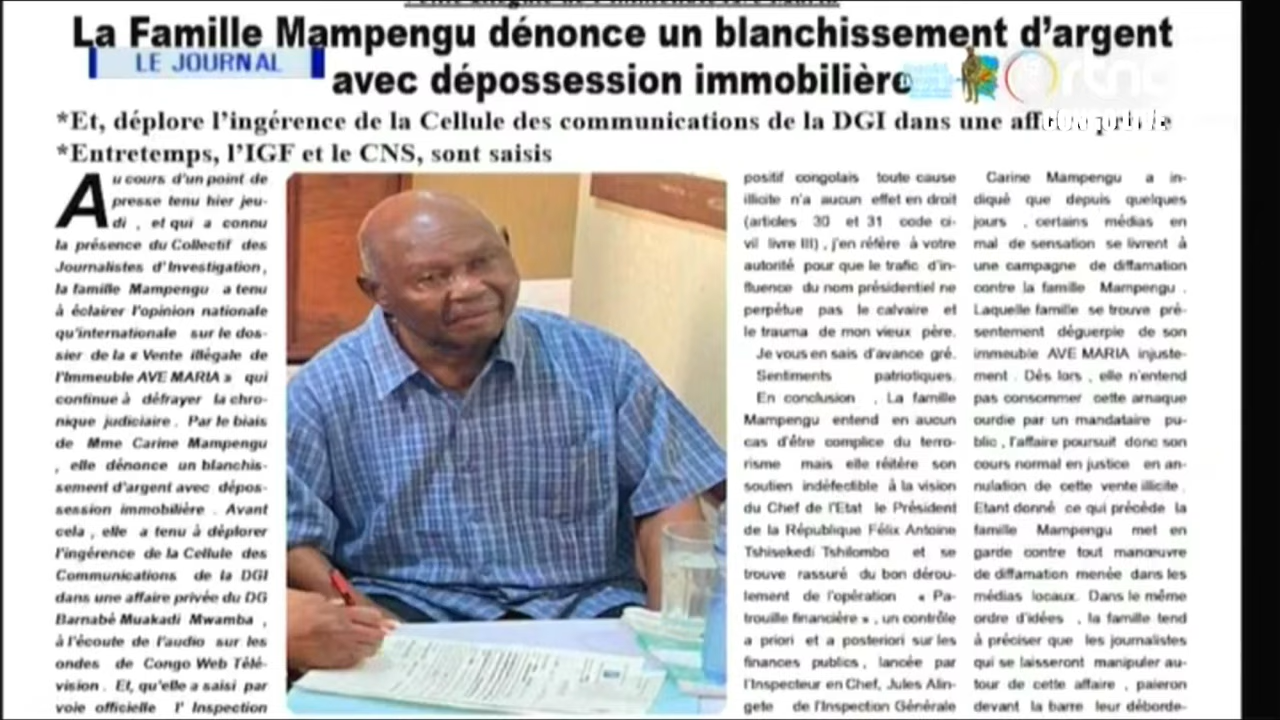 La Famille Mampengu dénonce un blanchissement d'argent
avec dépossession immobilière
LE JOURNAL
*Et, déplore l'ingérence de la Cellule des communications de la DGI dans une
*Entretemps, l'IGF et le CNS, sont saisis
Au cours d'un point de
presse tenu hier jeu-
di , et qui a connu
la présence du Collectif des
Journalistes d'Investigation,
la famille Mampengu a tenu
à éclairer l'opinion nationale
qu'internationale sur le dos-
sier de la « Vente illégale de
l'Immeuble AVE MARIA » qui
continue à défrayer la chro-
nique judiciaire . Par le biais
de Mme Carine Mampengu
, elle dénonce un blanchis-
sement d'argent avec dépos-
session immobilière . Avant
cela , elle a tenu à déplorer
l'ingérence de la Cellule des
Communications de la DGI
dans une affaire privée du DG
Barnabé Muakadi Mwamba ,
à l'écoute de l'audio sur les
ondes de Congo Web Télé-
vision . Et, qu'elle a saisi par
voie officielle l' Inspection
positif congolais toute cause
illicite n'a aucun effet en droit
(articles 30 et 31 code ci-
vil livre III) , j'en réfère à votre
autorité pour que le trafic d'in-
fluence du nom présidentiel ne
perpétue pas le calvaire et
le trauma de mon vieux père.
Je vous en sais d'avance gré.
Sentiments patriotiques.
En conclusion , La famille
Mampengu entend en aucun
cas d'être complice du terro-
risme mais elle réitère son
soutien indéfectible à la vision
du Chef de l'Etat le Président
de la République Félix Antoine
Tshisekedi Tshilombo et se
trouve rassuré du bon dérou-
lement de l'opération « Pa-
trouille financière » , un contrôle
a priori et a posteriori sur les
finances publics , lancée par
l'Inspecteur en Chef, Jules Alin-
gete de l'Inspection Générale
Carine Mampengu a in-
diqué que depuis quelques
jours , certains médias en
mal de sensation se livrent à
une campagne de diffamation
contre la famille Mampengu .
Laquelle famille se trouve pré-
sentement déguerpie de son
immeuble AVE MARIA injuste-
ment . Dès lors , elle n'entend
pas consommer cette arnaque
ourdie par un mandataire pu-
blic , l'affaire poursuit donc son
cours normal en justice en an-
nulation de cette vente illicite .
Etant donné ce qui précède la
famille Mampengu met en
garde contre tout manœuvre
de diffamation menée dans les
médias locaux. Dans le même
ordre d'idées , la famille tend
à préciser que les journalistes
qui se laisseront manipuler au-
tour de cette affaire , paieront
devant la barre leur déborde-